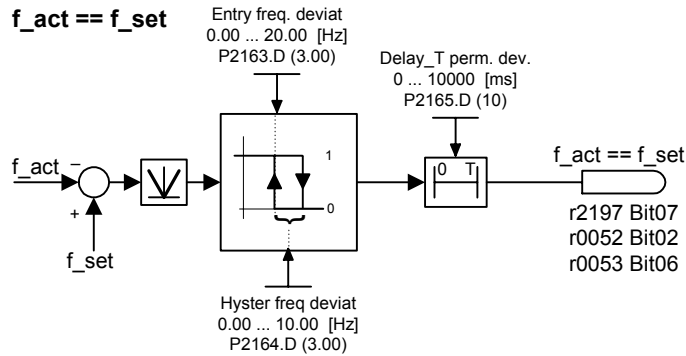 f_act == f_set
Entry freq. deviat
0.00 ... 20.00 [Hz]
P2163.D (3.00)
Delay_T perm. dev.
0 ... 10000 [ms]
P2165.D (10)
f_act
–
+
f_set
1
0
0 T
f_act == f_set
r2197 Bit07
r0052 Bit02
r0053 Bit06
Hyster freq deviat
0.00 ... 10.00 [Hz]
P2164.D (3.00)